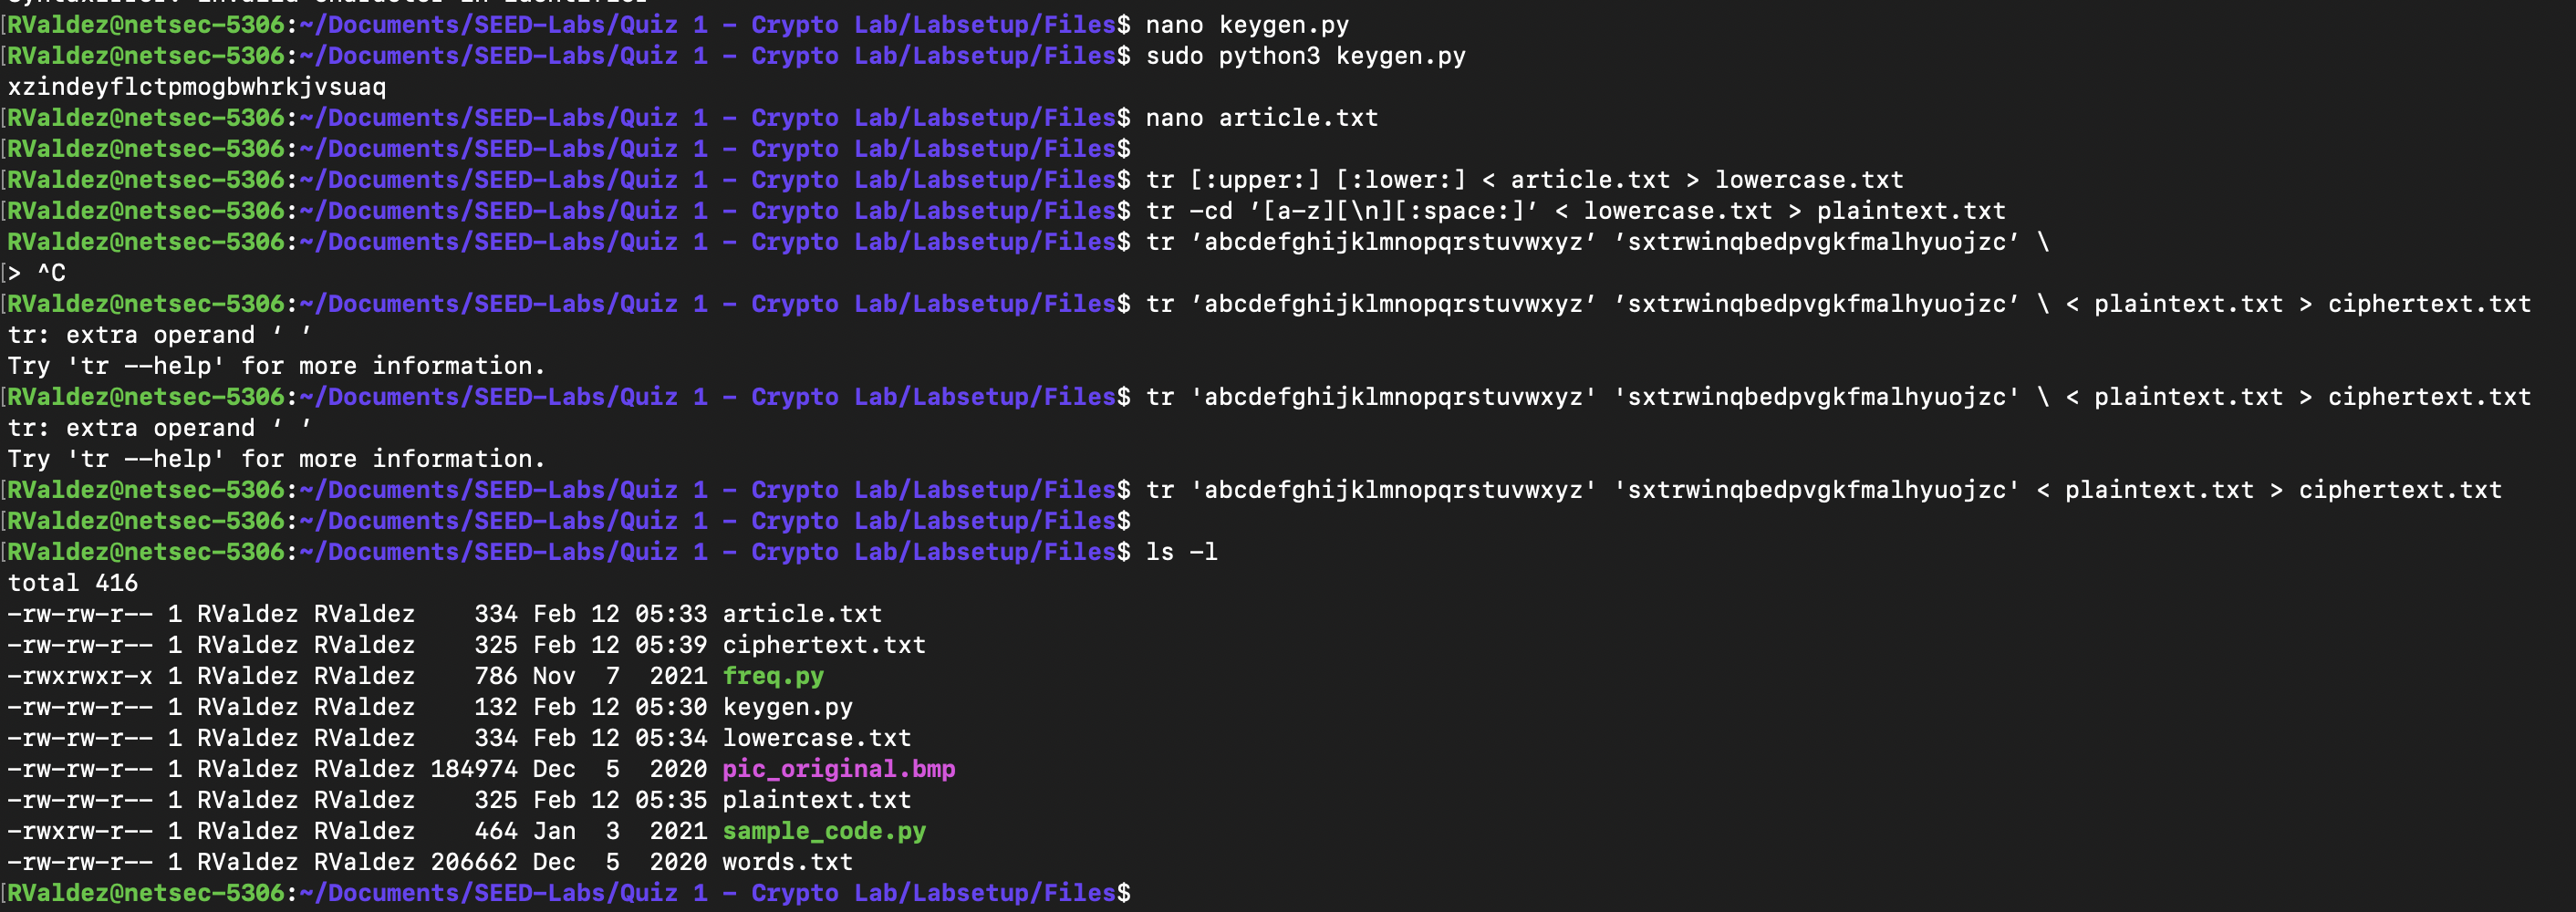 [RValdez@netsec-5306:~/Documents/SEED-Labs/Quiz 1 - Crypto Lab/Labsetup/Files$ nano keygen.py
[RValdez@netsec-5306:~/Documents/SEED-Labs/Quiz 1 - Crypto Lab/Labsetup/Files$ sudo python3 keygen.py
xzindeyflctpmogbwhrkjvsuaq
[RValdez@netsec-5306:~/Documents/SEED-Labs/Quiz 1 - Crypto Lab/Labsetup/Files$ nano article.txt
[RValdez@netsec-5306:~/Documents/SEED-Labs/Quiz 1 - Crypto Lab/Labsetup/Files$
[RValdez@netsec-5306:~/Documents/SEED-Labs/Quiz 1 - Crypto Lab/Labsetup/Files$ tr [:upper:] [:lower:] < article.txt > lowercase.txt
[RValdez@netsec-5306:~/Documents/SEED-Labs/Quiz 1 - Crypto Lab/Labsetup/Files$ tr -cd ’[a-z][\n][:space:]’ < lowercase.txt > plaintext.txt
RValdez@netsec-5306:~/Documents/SEED-Labs/Quiz 1 - Crypto Lab/Labsetup/Files$ tr ’abcdefghijklmnopqrstuvwxyz’ ’sxtrwinqbedpvgkfmalhyuojzc’ \
[> ^C
[RValdez@netsec-5306:~/Documents/SEED-Labs/Quiz 1 - Crypto Lab/Labsetup/Files$ tr ’abcdefghijklmnopqrstuvwxyz’ ’sxtrwinqbedpvgkfmalhyuojzc’ \ < plaintext.txt > ciphertext.txt
tr: extra operand ‘ ’
Try 'tr --help' for more information.
[RValdez@netsec-5306:~/Documents/SEED-Labs/Quiz 1 - Crypto Lab/Labsetup/Files$ tr 'abcdefghijklmnopqrstuvwxyz' 'sxtrwinqbedpvgkfmalhyuojzc' \ < plaintext.txt > ciphertext.txt
tr: extra operand ‘ ’
Try 'tr --help' for more information.
[RValdez@netsec-5306:~/Documents/SEED-Labs/Quiz 1 - Crypto Lab/Labsetup/Files$ tr 'abcdefghijklmnopqrstuvwxyz' 'sxtrwinqbedpvgkfmalhyuojzc' < plaintext.txt > ciphertext.txt
[RValdez@netsec-5306:~/Documents/SEED-Labs/Quiz 1 - Crypto Lab/Labsetup/Files$
[RValdez@netsec-5306:~/Documents/SEED-Labs/Quiz 1 - Crypto Lab/Labsetup/Files$ ls -l
total 416
-rw-rw-r-- 1 RValdez RValdez    334 Feb 12 05:33 article.txt
-rw-rw-r-- 1 RValdez RValdez    325 Feb 12 05:39 ciphertext.txt
-rwxrwxr-x 1 RValdez RValdez    786 Nov  7  2021 freq.py
-rw-rw-r-- 1 RValdez RValdez    132 Feb 12 05:30 keygen.py
-rw-rw-r-- 1 RValdez RValdez    334 Feb 12 05:34 lowercase.txt
-rw-rw-r-- 1 RValdez RValdez 184974 Dec  5  2020 pic_original.bmp
-rw-rw-r-- 1 RValdez RValdez    325 Feb 12 05:35 plaintext.txt
-rwxrw-r-- 1 RValdez RValdez    464 Jan  3  2021 sample_code.py
-rw-rw-r-- 1 RValdez RValdez 206662 Dec  5  2020 words.txt
[RValdez@netsec-5306:~/Documents/SEED-Labs/Quiz 1 - Crypto Lab/Labsetup/Files$